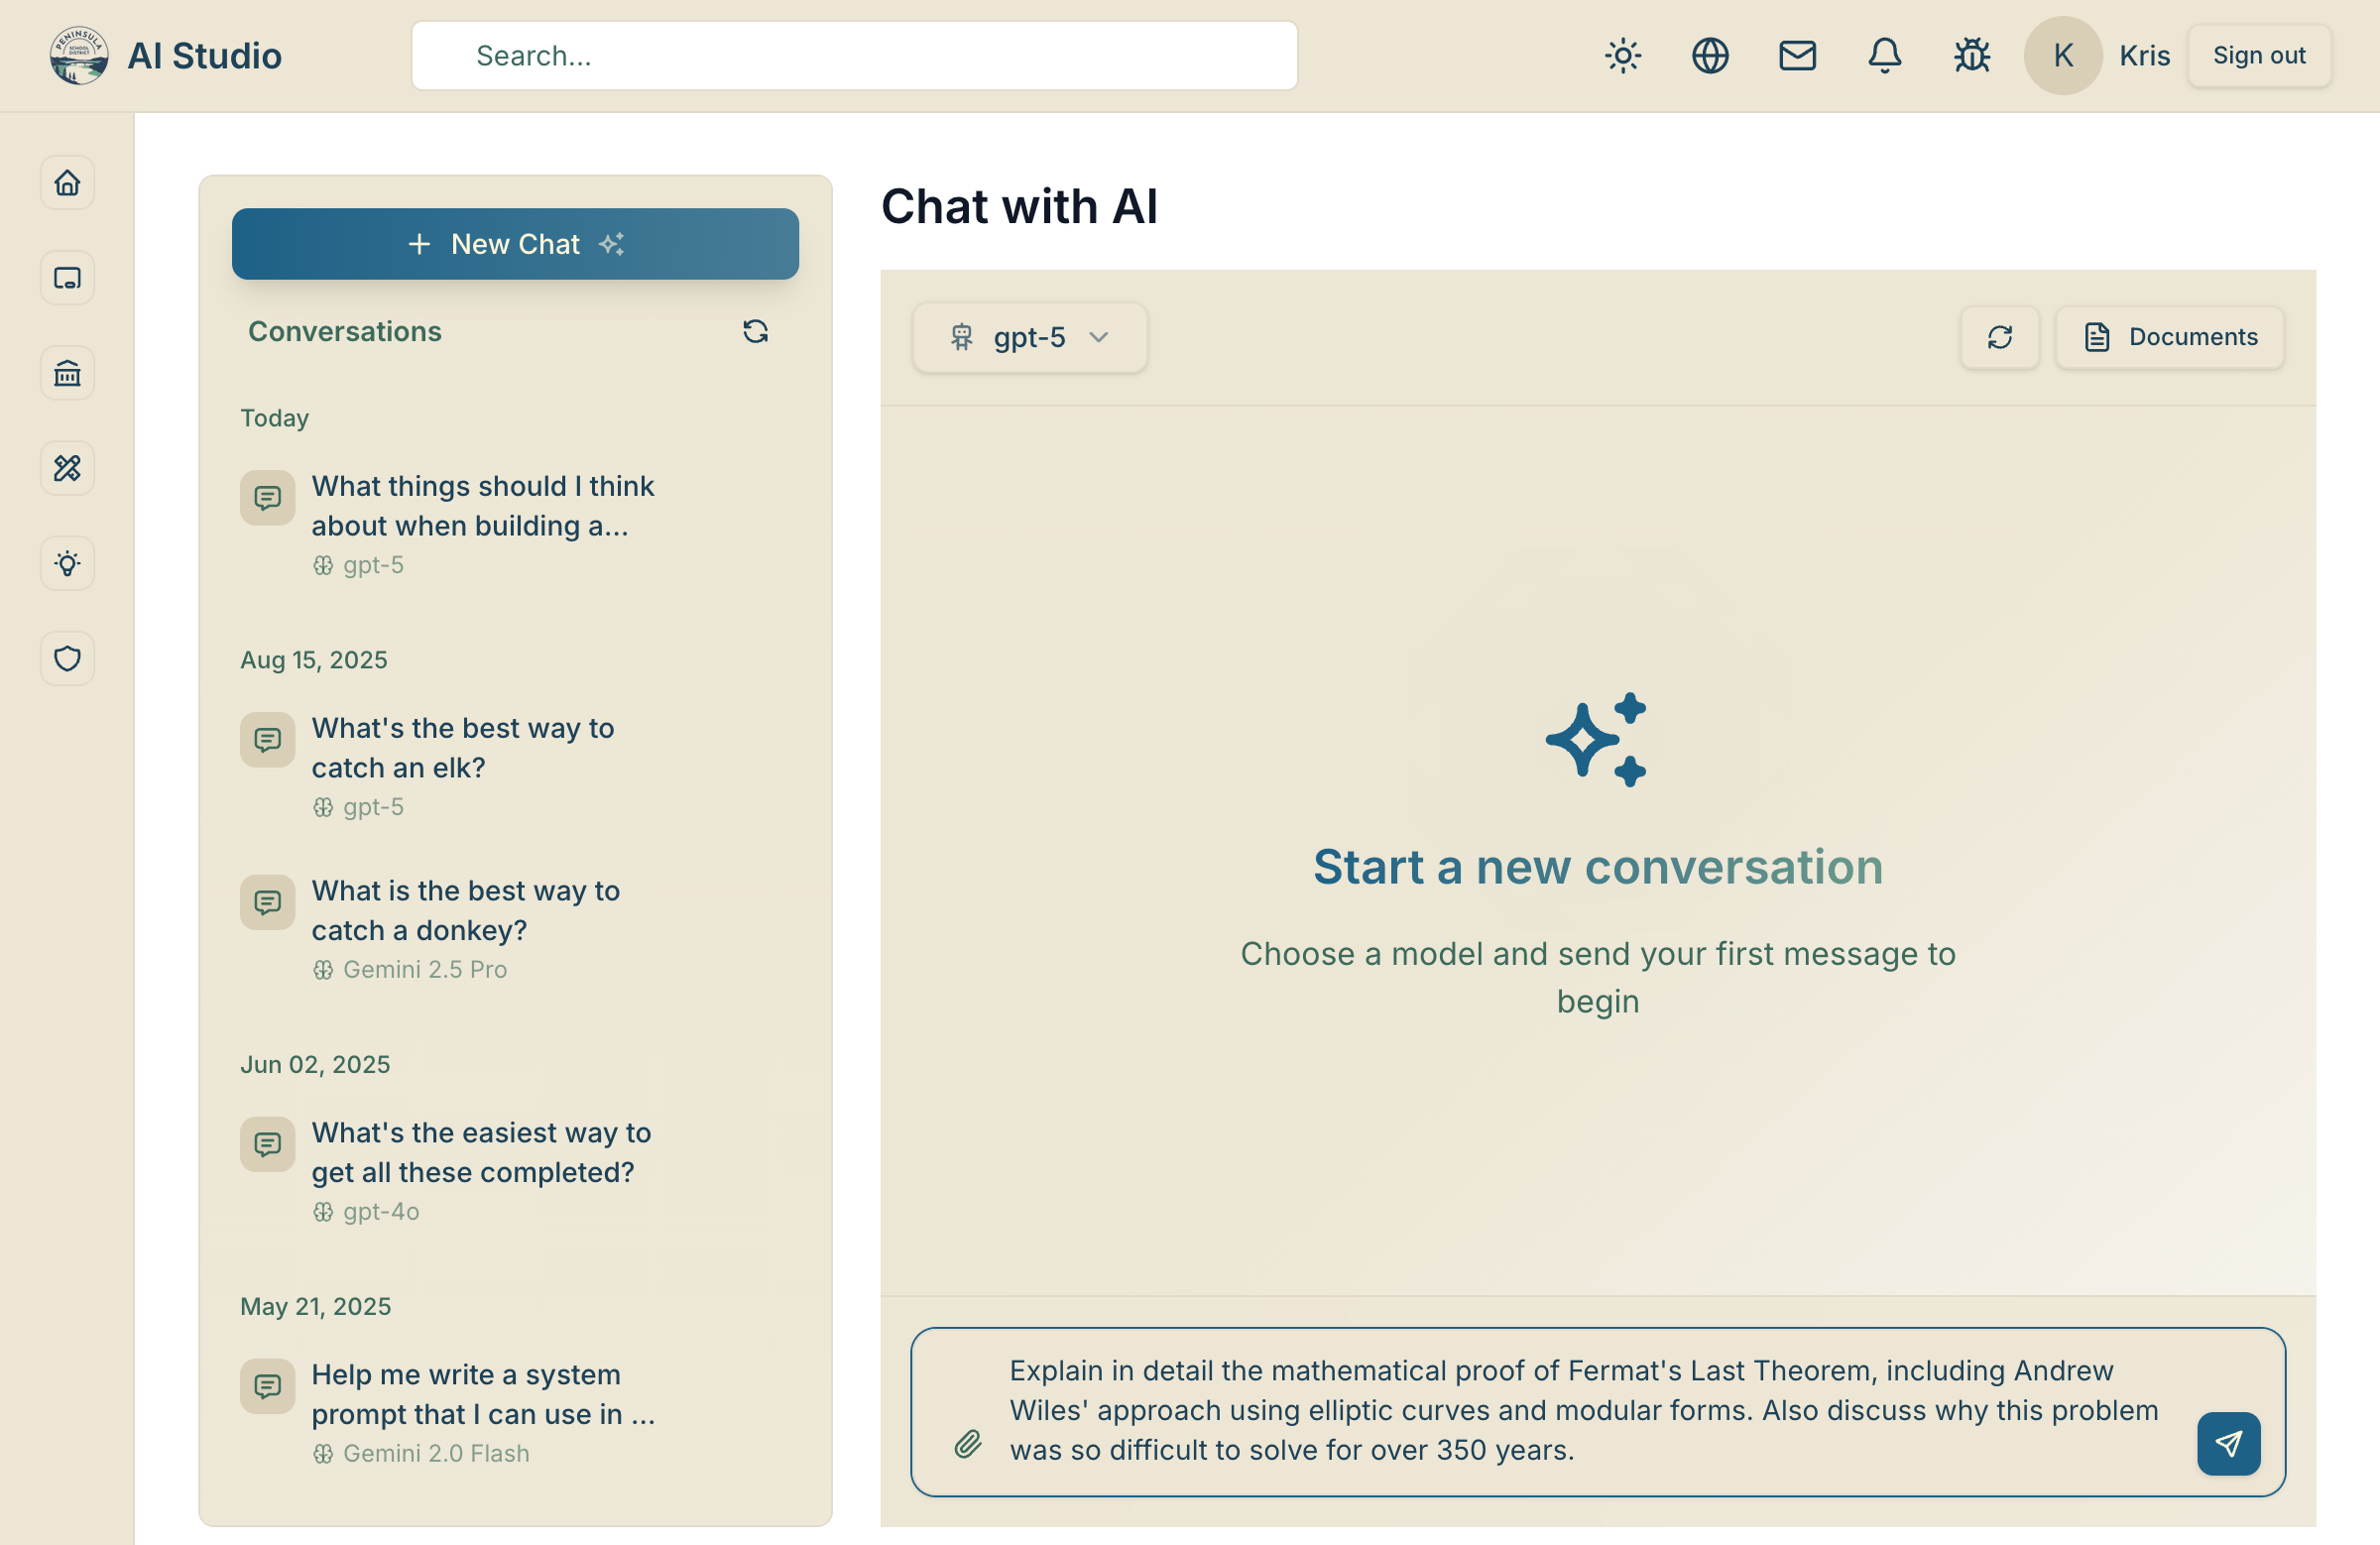 PENINSULA
SCHOOL
DISTRICT
AI Studio
Search...
K
Kris
Sign out
New Chat
Conversations
Today
What things should I think
about when building a...
gpt-5
Aug 15, 2025
What's the best way to
catch an elk?
gpt-5
What is the best way to
catch a donkey?
Gemini 2.5 Pro
Jun 02, 2025
What's the easiest way to
get all these completed?
gpt-4o
May 21, 2025
Help me write a system
prompt that I can use in ...
Gemini 2.0 Flash
Chat with AI
gpt-5
Documents
Start a new conversation
Choose a model and send your first message to
begin
Explain in detail the mathematical proof of Fermat's Last Theorem, including Andrew
Wiles' approach using elliptic curves and modular forms. Also discuss why this problem
was so difficult to solve for over 350 years.